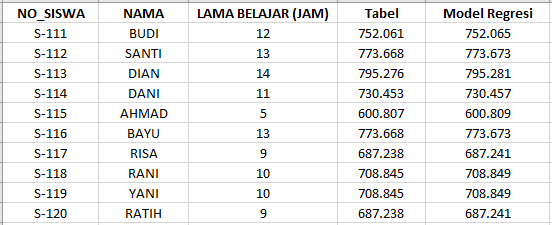 NO_SISWA NAMA LAMA BELAJAR (JAM) Tabel Model Regresi
S-111 BUDI 12 752.061 752.065
S-112 SANTI 13 773.668 773.673
S-113 DIAN 14 795.276 795.281
S-114 DANI 11 730.453 730.457
S-115 AHMAD 5 600.807 600.809
S-116 BAYU 13 773.668 773.673
S-117 RISA 9 687.238 687.241
S-118 RANI 10 708.845 708.849
S-119 YANI 10 708.845 708.849
S-120 RATIH 9 687.238 687.241